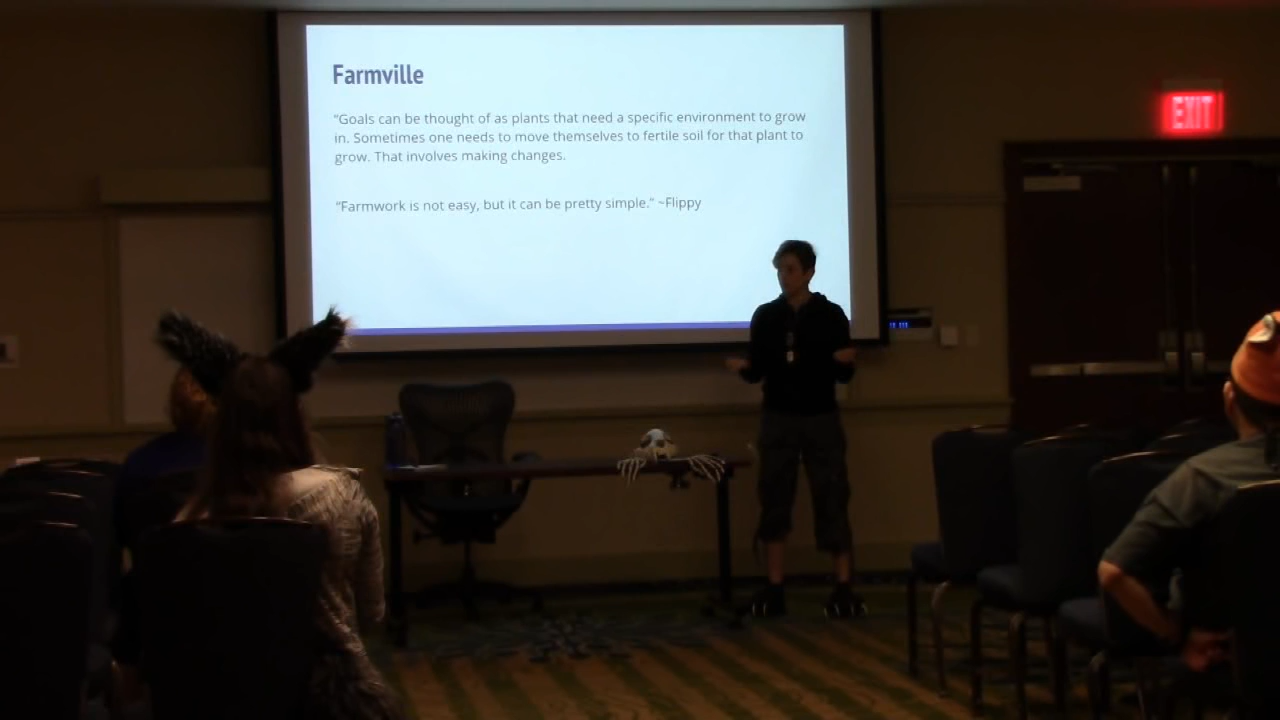 Farmville
"Goals can be thought of as plants that need a specific environment to grow
in. Sometimes one needs to move themselves to fertile soil for that plant to
grow. That involves making changes.
"Farmwork is not easy, but it can be pretty simple." ~Flippy
EXIT